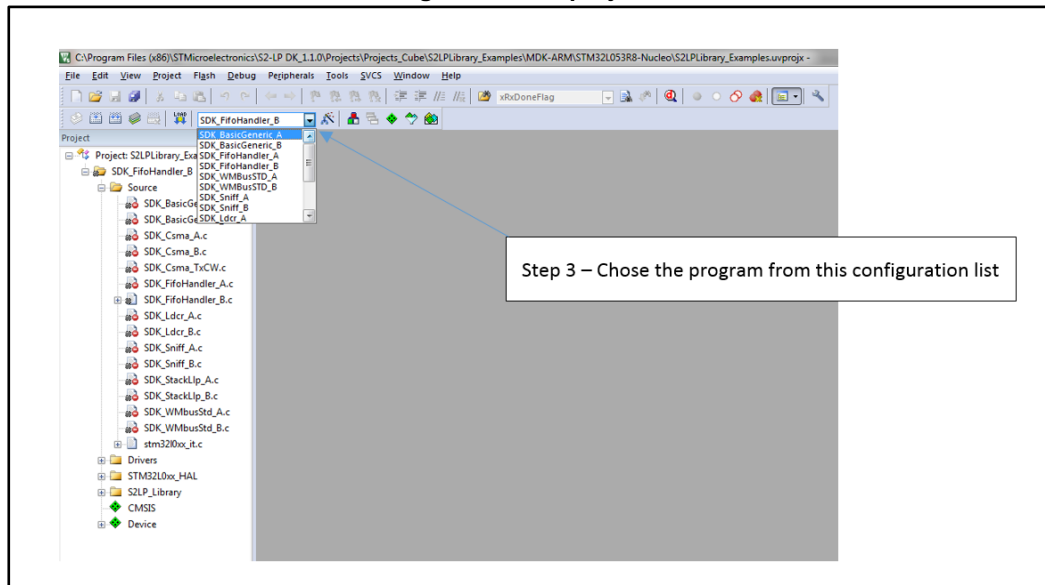 C:\Program Files (x86)\STMicroelectronics\S2-LP DK_1.1.0\Projects\Projects_Cube\S2LPLibrary_Examples\MDK-ARM\STM32L053R8-Nucleo\S2LPLibrary_Examples.uvprojx -
File Edit View Project Flash Debug Peripherals Tools SVCS Window Help
xRxDoneFlag
LOAD SDK_FifoHandler_B
Project
SDK_BasicGeneric_A
SDK_BasicGeneric_B
Project: S2LPLibrary_Exa SDK_FifoHandler_A
SDK_FifoHandler_B
SDK_FifoHandler_B SDK_WMBusSTD_A
SDK_WMBusSTD_B
Source SDK_Sniff_A
SDK_Sniff_B
SDK_BasicGe
SDK_BasicGe SDK_Ldcr_A
SDK_Csma_A.c
SDK_Csma_B.c
SDK_Csma_TxCW.c
Step 3 – Chose the program from this configuration list
SDK_FifoHandler_A.c
SDK_FifoHandler_B.c
SDK_Ldcr_A.c
SDK_Ldcr_B.c
SDK_Sniff_A.c
SDK_Sniff_B.c
SDK_StackLlp_A.c
SDK_StackLlp_B.c
SDK_WMbusStd_A.c
SDK_WMbusStd_B.c
stm32l0xx_it.c
Drivers
STM32L0xx_HAL
S2LP_Library
CMSIS
Device